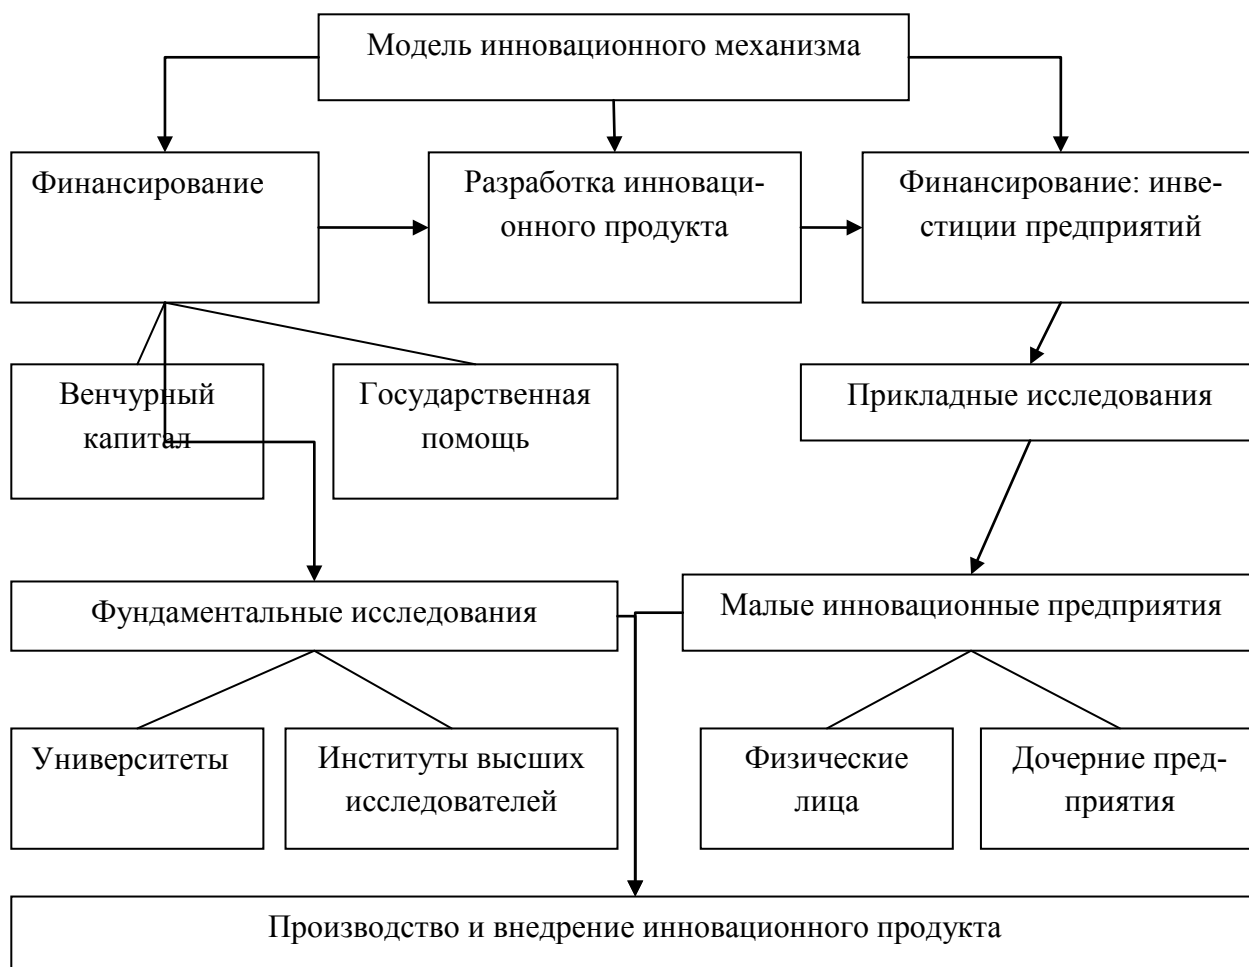 Модель инновационного механизма
Финансирование
Разработка инноваци-
онного продукта
Финансирование: инве-
стиции предприятий
Венчурный
капитал
Государственная
помощь
Прикладные исследования
Фундаментальные исследования
Малые инновационные предприятия
Университеты
Институты высших
исследователей
Физические
лица
Дочерние пред-
приятия
Производство и внедрение инновационного продукта